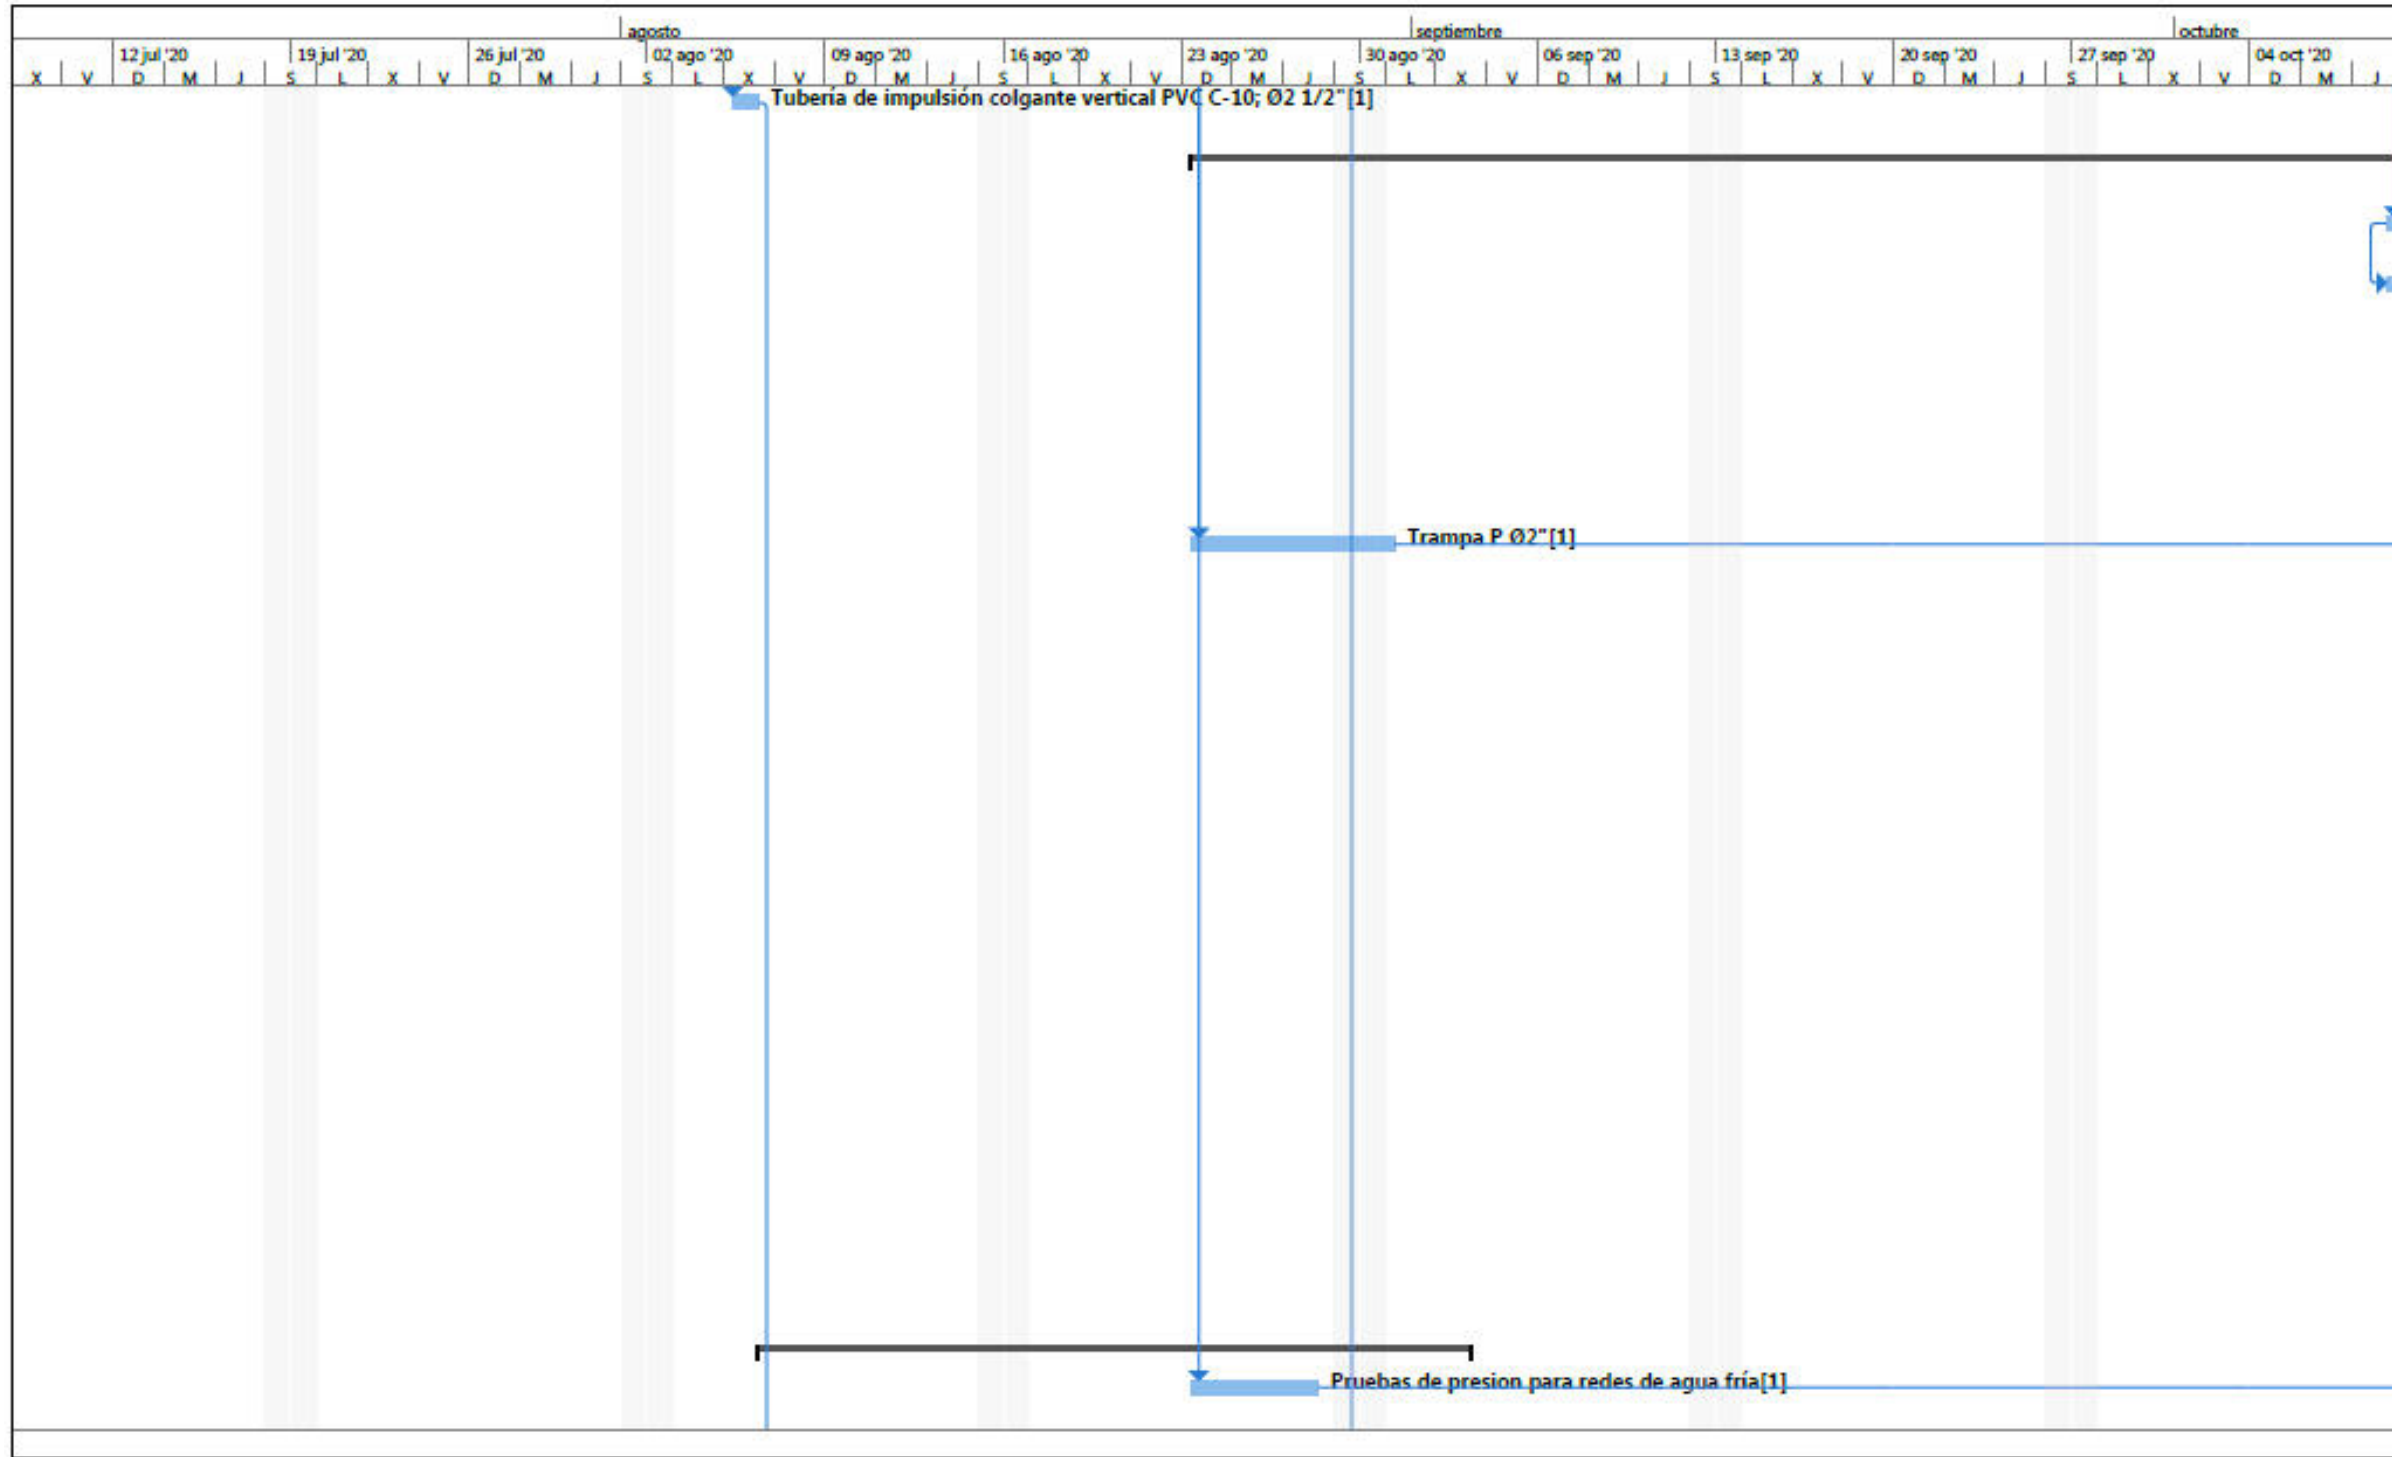 agosto septiembre octubre
12 jul '20 19 jul '20 26 jul '20 02 ago '20 09 ago '20 16 ago '20 23 ago '20 30 ago '20 06 sep '20 13 sep '20 20 sep '20 27 sep '20 04 oct '20
X V D M J S L X V D M J S L X V D M J S L X V D M J S L X V D M J S L X V D M J S L X V D M J
Tubería de impulsión colgante vertical PVC C-10; Ø2 1/2"[1]
Trampa P Ø2"[1]
Pruebas de presion para redes de agua fría[1]